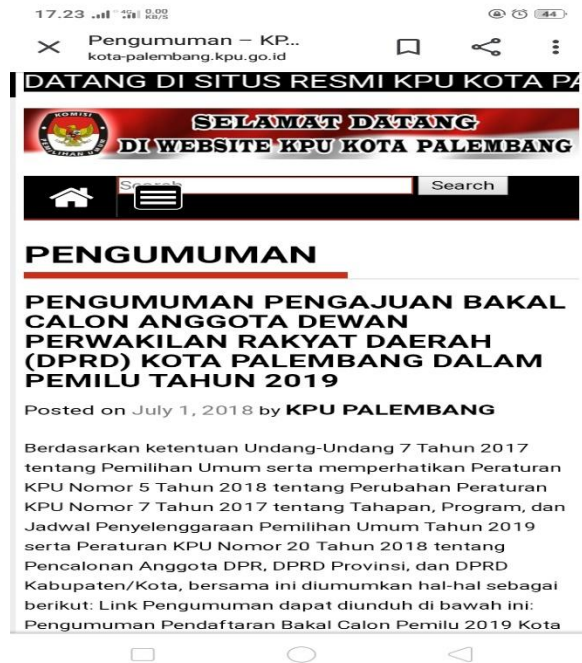 17.23 4G 0.00 KB/S 44
Pengumuman – KP...
kota-palembang.kpu.go.id
DATANG DI SITUS RESMI KPU KOTA PA
KOMISI
PEMILIHAN UMUM
SELAMAT DATANG
DI WEBSITE KPU KOTA PALEMBANG
Search Search
PENGUMUMAN
PENGUMUMAN PENGAJUAN BAKAL
CALON ANGGOTA DEWAN
PERWAKILAN RAKYAT DAERAH
(DPRD) KOTA PALEMBANG DALAM
PEMILU TAHUN 2019
Posted on July 1, 2018 by KPU PALEMBANG
Berdasarkan ketentuan Undang-Undang 7 Tahun 2017
tentang Pemilihan Umum serta memperhatikan Peraturan
KPU Nomor 5 Tahun 2018 tentang Perubahan Peraturan
KPU Nomor 7 Tahun 2017 tentang Tahapan, Program, dan
Jadwal Penyelenggaraan Pemilihan Umum Tahun 2019
serta Peraturan KPU Nomor 20 Tahun 2018 tentang
Pencalonan Anggota DPR, DPRD Provinsi, dan DPRD
Kabupaten/Kota, bersama ini diumumkan hal-hal sebagai
berikut: Link Pengumuman dapat diunduh di bawah ini:
Pengumuman Pendaftaran Bakal Calon Pemilu 2019 Kota